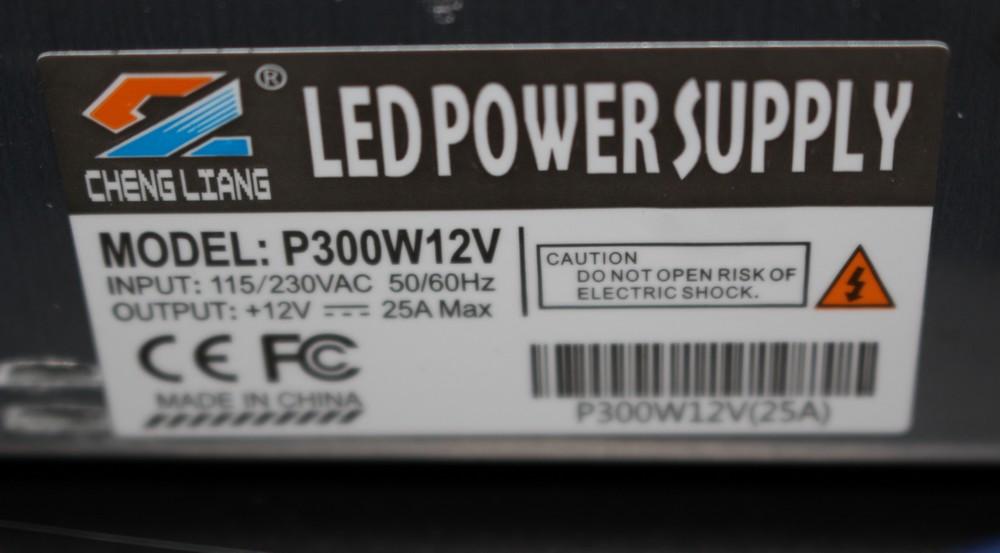 ®
CHENG LIANG
LED POWER SUPPLY
MODEL: P300W12V
INPUT: 115/230VAC 50/60Hz
OUTPUT: +12V ⎓ 25A Max
CAUTION
DO NOT OPEN RISK OF
ELECTRIC SHOCK.
CE FC
MADE IN CHINA
P300W12V(25A)